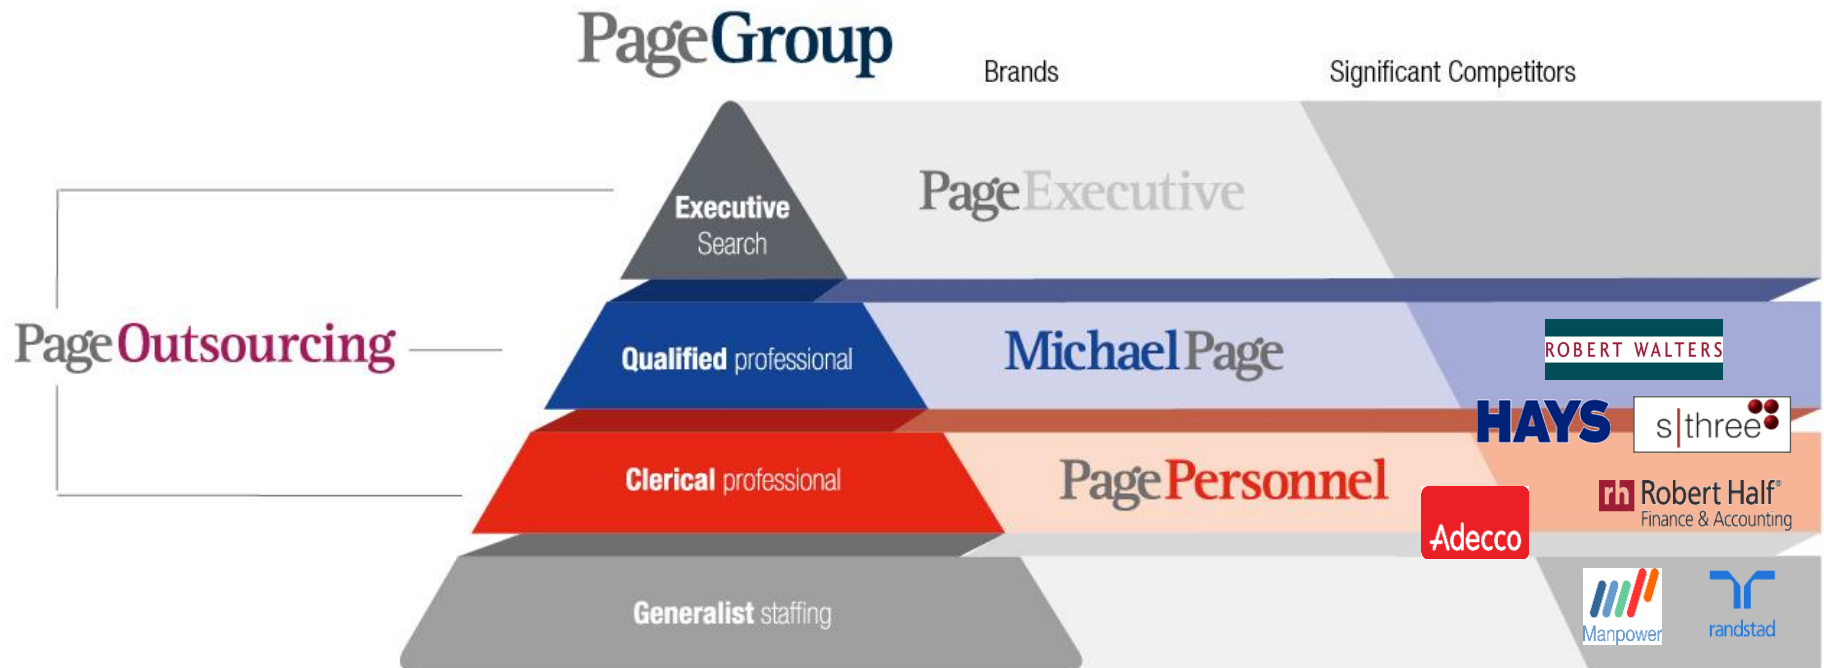 PageGroup
Brands
Significant Competitors
Executive
Search
PageExecutive
PageOutsourcing
Qualified professional
MichaelPage
ROBERT WALTERS
HAYS
s|three
Clerical professional
PagePersonnel
Adecco
rh Robert Half®
Finance & Accounting
Generalist staffing
Manpower
randstad